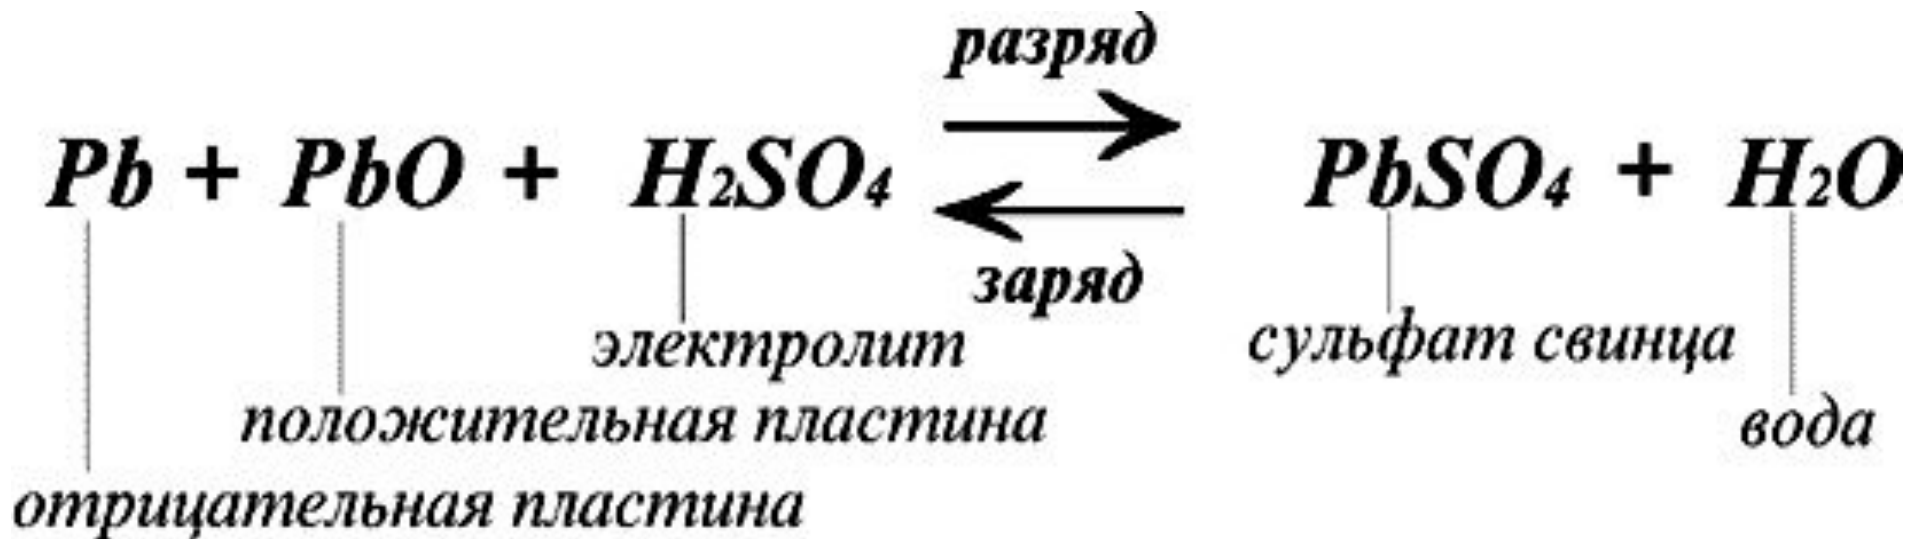 разряд
Pb + PbO + H₂SO₄ PbSO₄ + H₂O
заряд
электролит
сульфат свинца
положительная пластина
вода
отрицательная пластина